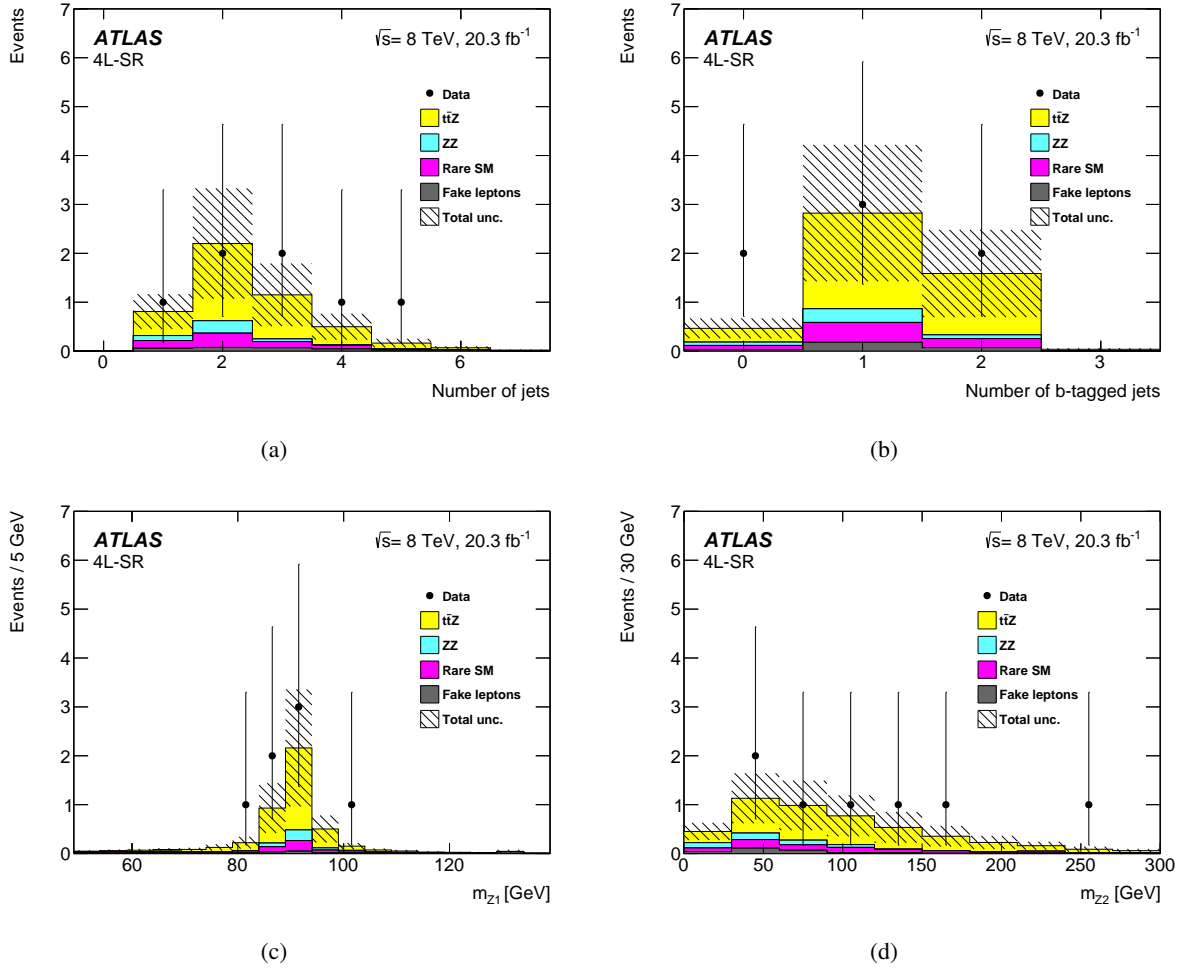 Events
7
6
5
4
3
2
1
0
ATLAS
4L-SR
√s= 8 TeV, 20.3 fb⁻¹
Data
tt̄Z
ZZ
Rare SM
Fake leptons
Total unc.
0 2 4 6
Number of jets
(a)
Events
7
6
5
4
3
2
1
0
ATLAS
4L-SR
√s= 8 TeV, 20.3 fb⁻¹
Data
tt̄Z
ZZ
Rare SM
Fake leptons
Total unc.
0 1 2 3
Number of b-tagged jets
(b)
Events / 5 GeV
7
6
5
4
3
2
1
0
ATLAS
4L-SR
√s= 8 TeV, 20.3 fb⁻¹
Data
tt̄Z
ZZ
Rare SM
Fake leptons
Total unc.
60 80 100 120
m_Z1 [GeV]
(c)
Events / 30 GeV
7
6
5
4
3
2
1
0
ATLAS
4L-SR
√s= 8 TeV, 20.3 fb⁻¹
Data
tt̄Z
ZZ
Rare SM
Fake leptons
Total unc.
0 50 100 150 200 250 300
m_Z2 [GeV]
(d)